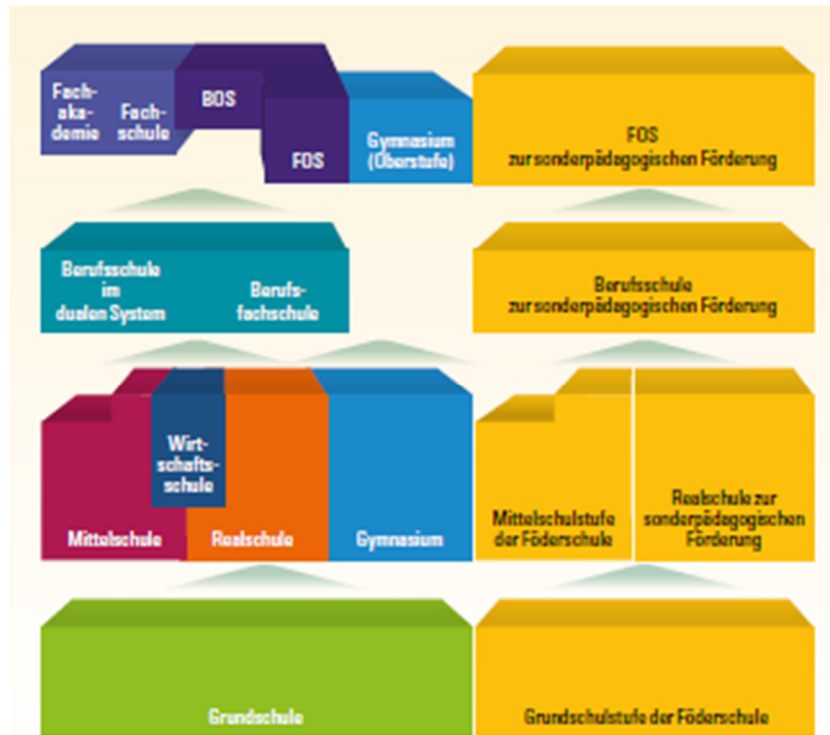 Fach-
aka-
demie
Fach-
schule
BOS
FOS
Gymnasium
(Oberstufe)
FOS
zur sonderpädagogischen Förderung
Berufsschule
im
dualen System
Berufs-
fachschule
Berufsschule
zur sonderpädagogischen Förderung
Wirt-
schafts-
schule
Mittelschule
Realschule
Gymnasium
Mittelschulstufe
der Föderschule
Realschule zur
sonderpädagogischen
Förderung
Grundschule
Grundschulstufe der Föderschule